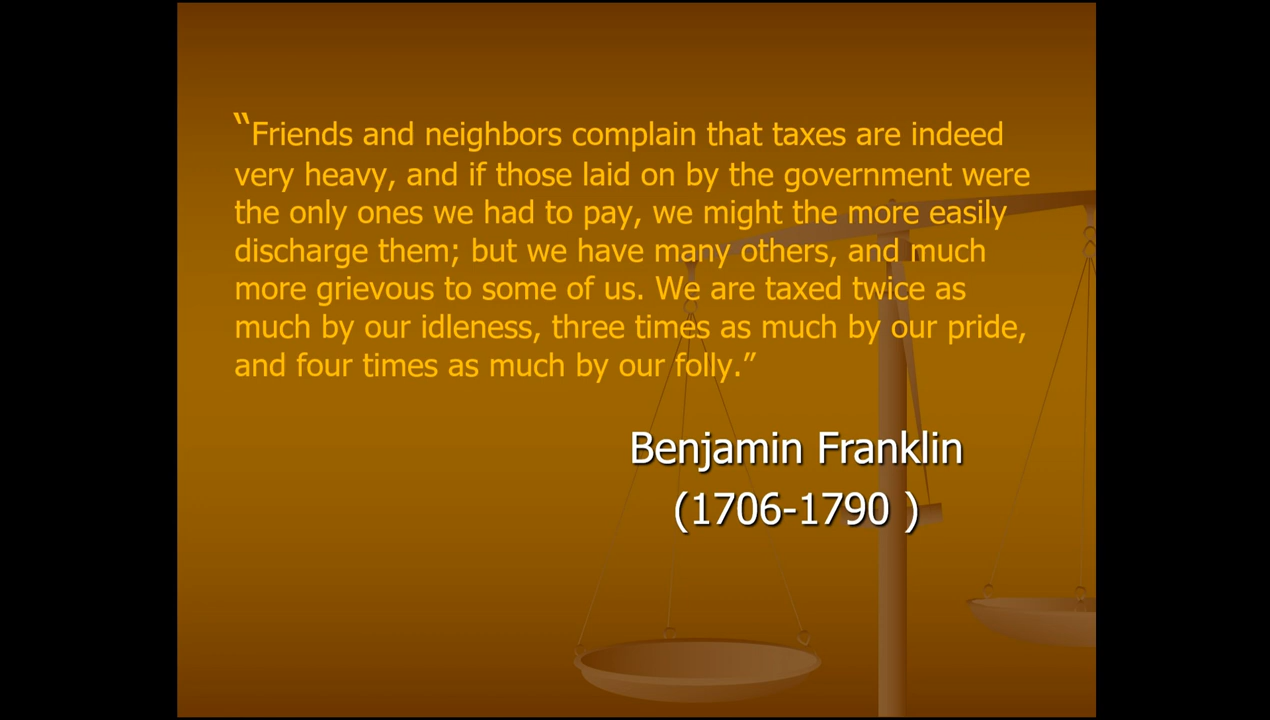 “Friends and neighbors complain that taxes are indeed
very heavy, and if those laid on by the government were
the only ones we had to pay, we might the more easily
discharge them; but we have many others, and much
more grievous to some of us. We are taxed twice as
much by our idleness, three times as much by our pride,
and four times as much by our folly.”
Benjamin Franklin
(1706-1790 )